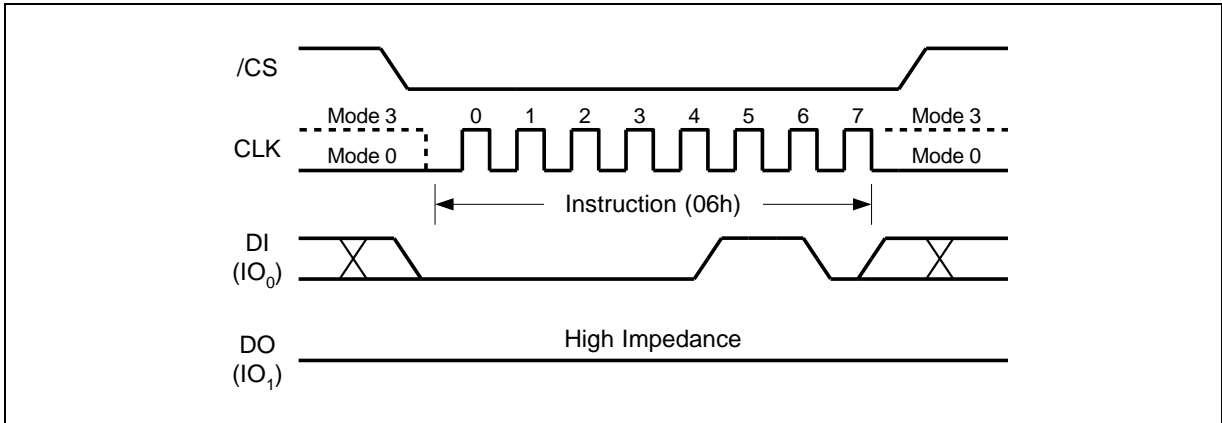 /CS
Mode 3 0 1 2 3 4 5 6 7 Mode 3
CLK
Mode 0 Mode 0
Instruction (06h)
DI
(IO₀)
DO High Impedance
(IO₁)